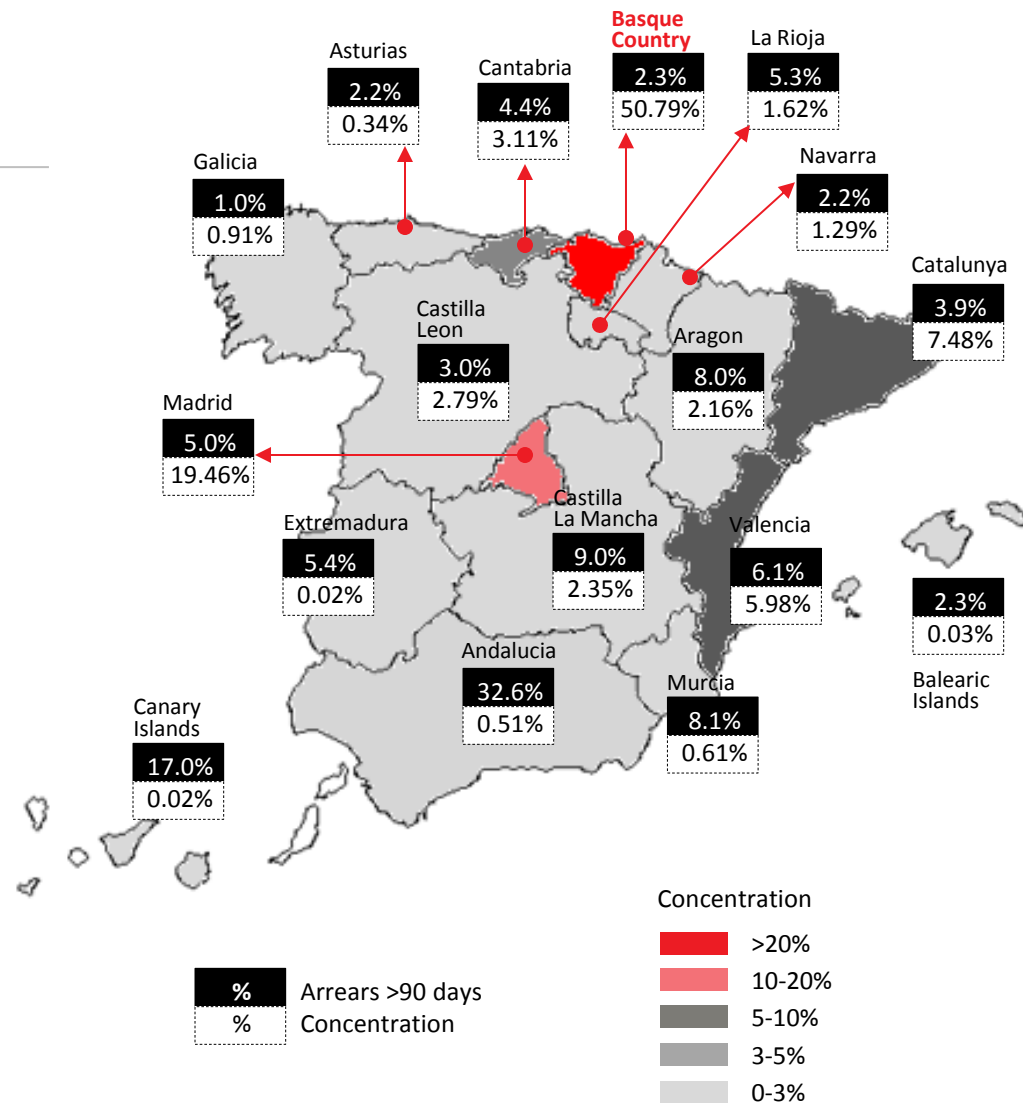 Basque
Country
2.3%
50.79%
La Rioja
5.3%
1.62%
Asturias
2.2%
0.34%
Cantabria
4.4%
3.11%
Navarra
2.2%
1.29%
Galicia
1.0%
0.91%
Catalunya
3.9%
7.48%
Castilla
Leon
3.0%
2.79%
Aragon
8.0%
2.16%
Madrid
5.0%
19.46%
Extremadura
5.4%
0.02%
Castilla
La Mancha
9.0%
2.35%
Valencia
6.1%
5.98%
2.3%
0.03%
Balearic
Islands
Andalucia
32.6%
0.51%
Murcia
8.1%
0.61%
Canary
Islands
17.0%
0.02%
Concentration
>20%
10-20%
5-10%
3-5%
0-3%
% Arrears >90 days
% Concentration